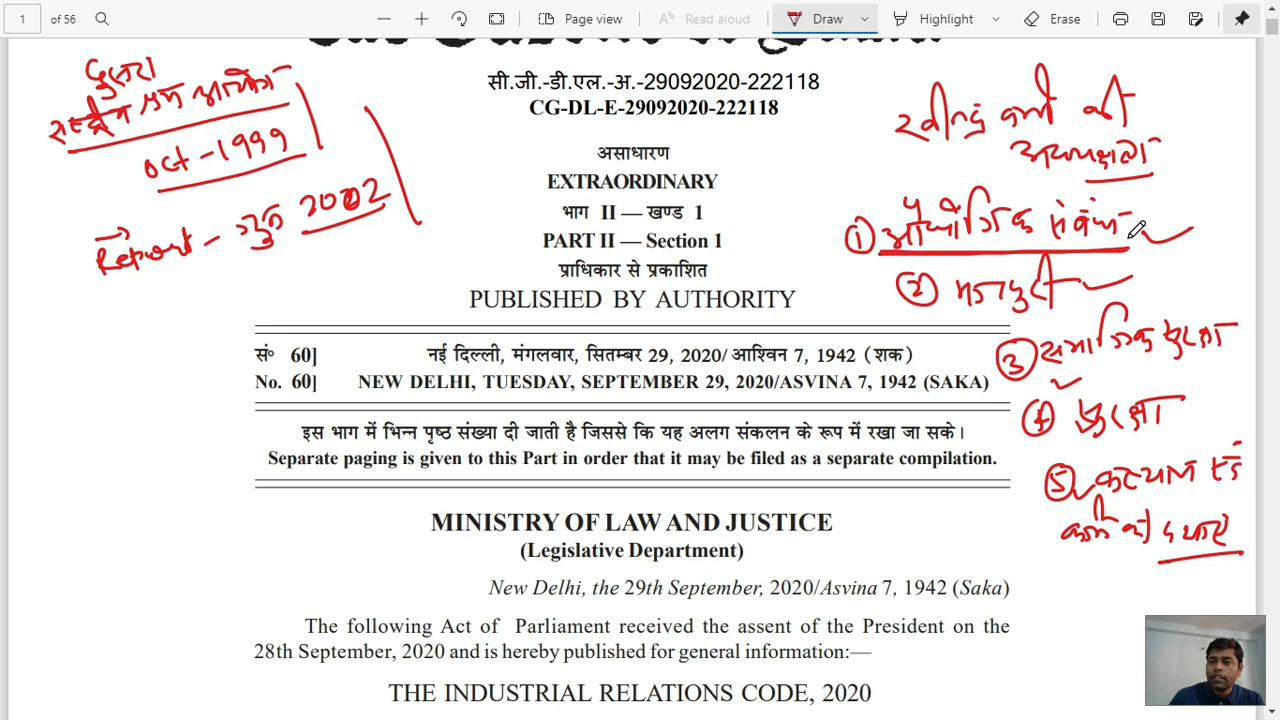 1
of 56
Page view
Read aloud
Draw
Highlight
Erase
सी.जी.-डी.एल.-अ.-29092020-222118
CG-DL-E-29092020-222118
असाधारण
EXTRAORDINARY
भाग II — खण्ड 1
PART II — Section 1
प्राधिकार से प्रकाशित
PUBLISHED BY AUTHORITY
सं॰ 60] नई दिल्ली, मंगलवार, सितम्बर 29, 2020/ आश्विन 7, 1942 (शक)
No. 60] NEW DELHI, TUESDAY, SEPTEMBER 29, 2020/ASVINA 7, 1942 (SAKA)
इस भाग में भिन्न पृष्ठ संख्या दी जाती है जिससे कि यह अलग संकलन के रूप में रखा जा सके।
Separate paging is given to this Part in order that it may be filed as a separate compilation.
MINISTRY OF LAW AND JUSTICE
(Legislative Department)
New Delhi, the 29th September, 2020/Asvina 7, 1942 (Saka)
The following Act of Parliament received the assent of the President on the
28th September, 2020 and is hereby published for general information:—
THE INDUSTRIAL RELATIONS CODE, 2020
दुसरा
श्रम आयोग
Oct - 1999
Report - जून 2002
की
अध्यक्षता
① औद्योगिक संबंध
② मजदुरी
③ सुरक्षा
④ सुरक्षा
⑤ कल्याण एवं
काम की दशाएं